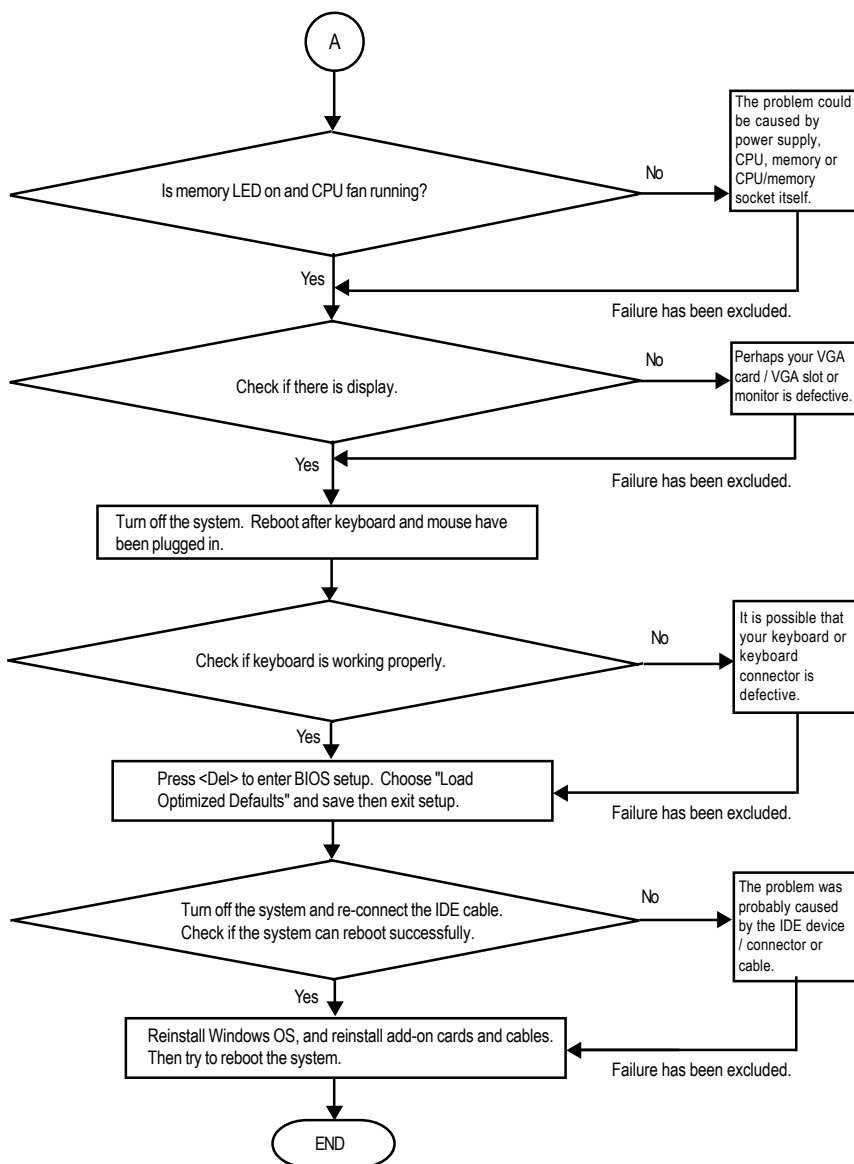 A
Is memory LED on and CPU fan running?
No
The problem could
be caused by
power supply,
CPU, memory or
CPU/memory
socket itself.
Yes
Failure has been excluded.
Check if there is display.
No
Perhaps your VGA
card / VGA slot or
monitor is defective.
Yes
Failure has been excluded.
Turn off the system. Reboot after keyboard and mouse have
been plugged in.
Check if keyboard is working properly.
No
It is possible that
your keyboard or
keyboard
connector is
defective.
Yes
Failure has been excluded.
Press <Del> to enter BIOS setup. Choose "Load
Optimized Defaults" and save then exit setup.
Turn off the system and re-connect the IDE cable.
Check if the system can reboot successfully.
No
The problem was
probably caused
by the IDE device
/ connector or
cable.
Yes
Failure has been excluded.
Reinstall Windows OS, and reinstall add-on cards and cables.
Then try to reboot the system.
END